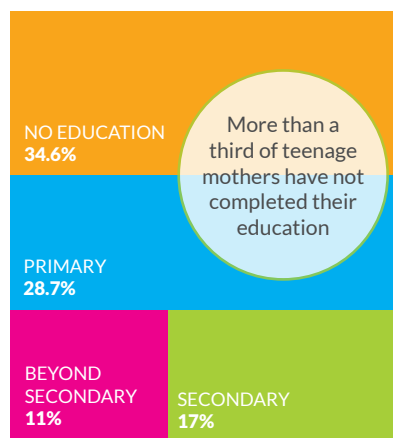 NO EDUCATION
34.6%
More than a
third of teenage
mothers have not
completed their
education
PRIMARY
28.7%
BEYOND
SECONDARY
11%
SECONDARY
17%